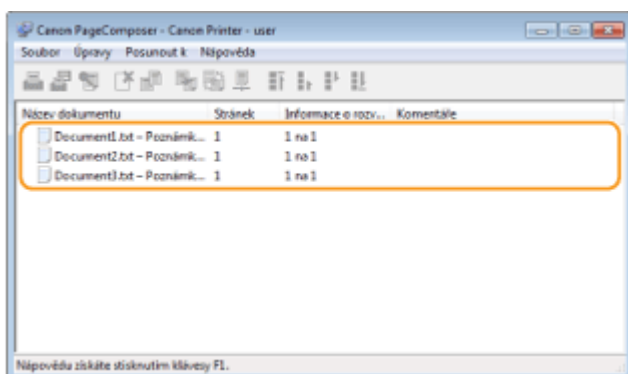 Canon PageComposer - Canon Printer - user
Soubor Úpravy Posunout k Nápověda
Název dokumentu Stránek Informace o rozv... Komentáře
Document1.txt – Poznámk... 1 1 na 1
Document2.txt – Poznámk... 1 1 na 1
Document3.txt – Poznámk... 1 1 na 1
Nápovědu získáte stisknutím klávesy F1.